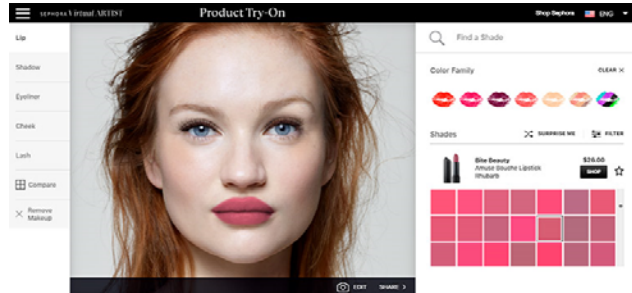 SEPHORA Virtual ARTIST
Product Try-On
Shop Sephora
ENG
Lip
Shadow
Eyeliner
Cheek
Lash
Compare
Remove
Makeup
EDIT
SHARE
Find a Shade
Color Family
CLEAR
Shades
SURPRISE ME
FILTER
Bite Beauty
$26.00
Amuse Bouche Lipstick
Rhubarb
SHOP